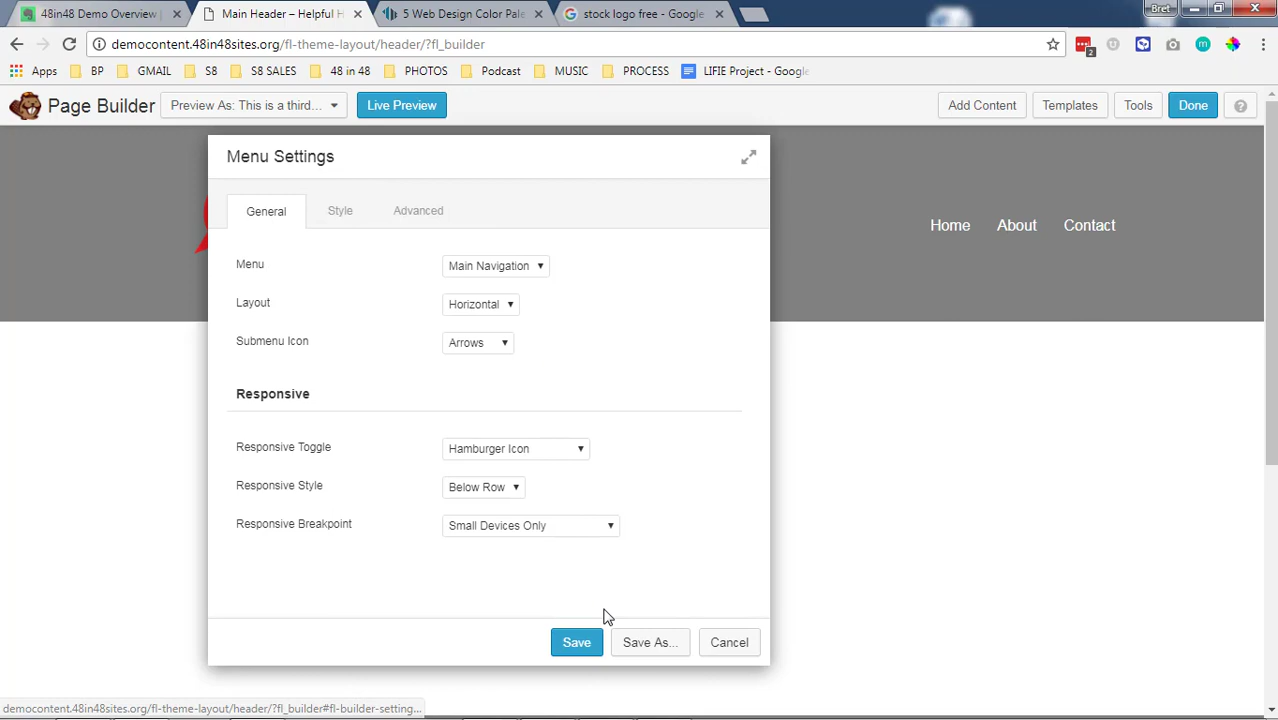 48in48 Demo Overview
Main Header – Helpful H
5 Web Design Color Pale
stock logo free - Google
Bret
democontent.48in48sites.org/fl-theme-layout/header/?fl_builder
2
Apps BP GMAIL S8 S8 SALES 48 in 48 PHOTOS Podcast MUSIC PROCESS LIFIE Project - Google
Page Builder
Preview As: This is a third...
Live Preview
Add Content
Templates
Tools
Done
Menu Settings
General Style Advanced
Home About Contact
Menu Main Navigation
Layout Horizontal
Submenu Icon Arrows
Responsive
Responsive Toggle Hamburger Icon
Responsive Style Below Row
Responsive Breakpoint Small Devices Only
Save Save As... Cancel
democontent.48in48sites.org/fl-theme-layout/header/?fl_builder#fl-builder-setting...